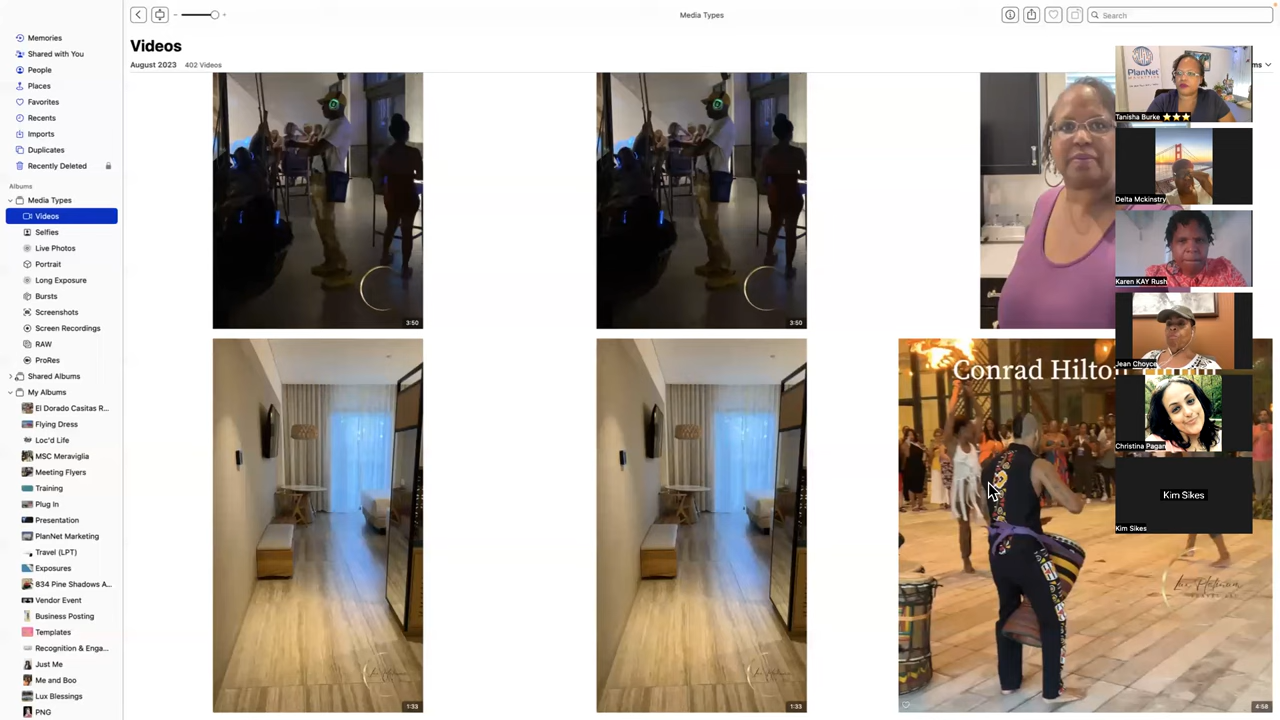 Media Types
Search
Videos
August 2023 402 Videos
Memories
Shared with You
People
Places
Favorites
Recents
Imports
Duplicates
Recently Deleted
Albums
Media Types
Videos
Selfies
Live Photos
Portrait
Long Exposure
Bursts
Screenshots
Screen Recordings
RAW
ProRes
Shared Albums
My Albums
El Dorado Casitas R...
Flying Dress
Loc'd Life
MSC Meraviglia
Meeting Flyers
Training
Plug In
Presentation
PlanNet Marketing
Travel (LPT)
Exposures
834 Pine Shadows A...
Vendor Event
Business Posting
Templates
Recognition & Enga...
Just Me
Me and Boo
Lux Blessings
PNG
3:50
3:50
Conrad Hilto
1:33
1:33
4:58
PlanNet
Tanisha Burke
Delta Mckinstry
Karen KAY Rush
Jean Choyce
Christina Pagan
Kim Sikes
Kim Sikes